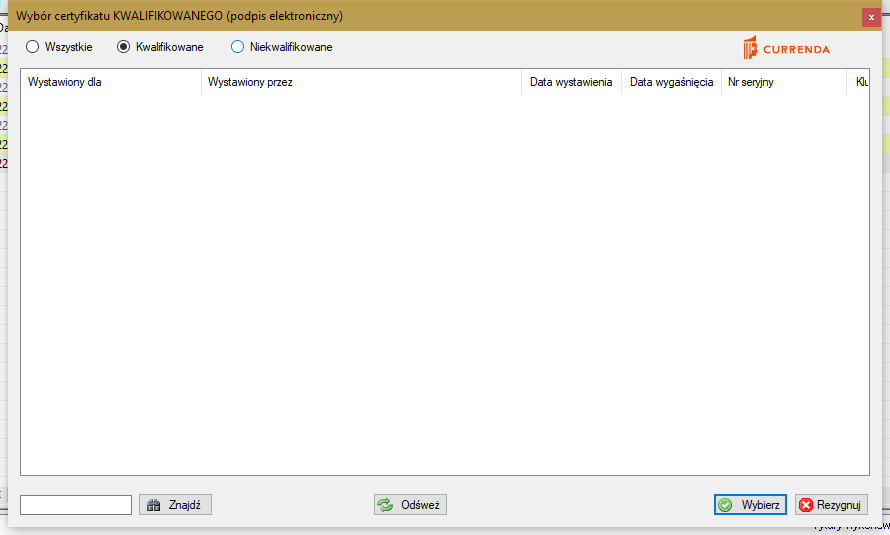 Wybór certyfikatu KWALIFIKOWANEGO (podpis elektroniczny)
Wszystkie Kwalifikowane Niekwalifikowane
CURRENDA
Wystawiony dla Wystawiony przez Data wystawienia Data wygaśnięcia Nr seryjny Klu
Znajdź Odśwież Wybierz Rezygnuj